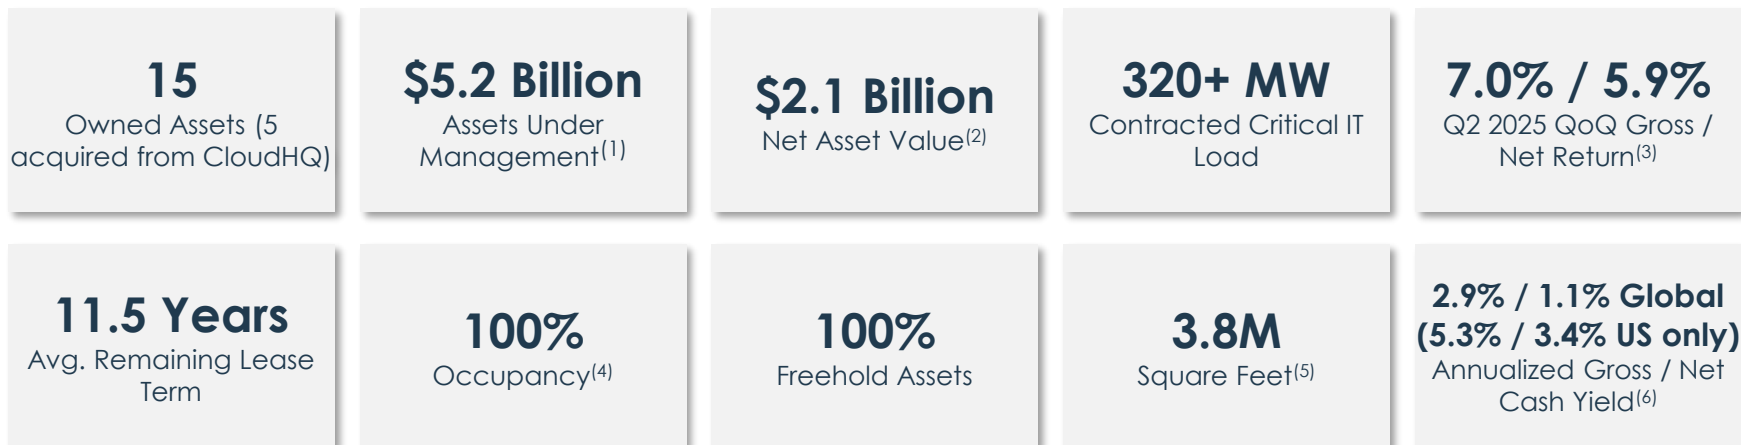 15
Owned Assets (5
acquired from CloudHQ)
$5.2 Billion
Assets Under
Management(1)
$2.1 Billion
Net Asset Value(2)
320+ MW
Contracted Critical IT
Load
7.0% / 5.9%
Q2 2025 QoQ Gross /
Net Return(3)
11.5 Years
Avg. Remaining Lease
Term
100%
Occupancy(4)
100%
Freehold Assets
3.8M
Square Feet(5)
2.9% / 1.1% Global
(5.3% / 3.4% US only)
Annualized Gross / Net
Cash Yield(6)